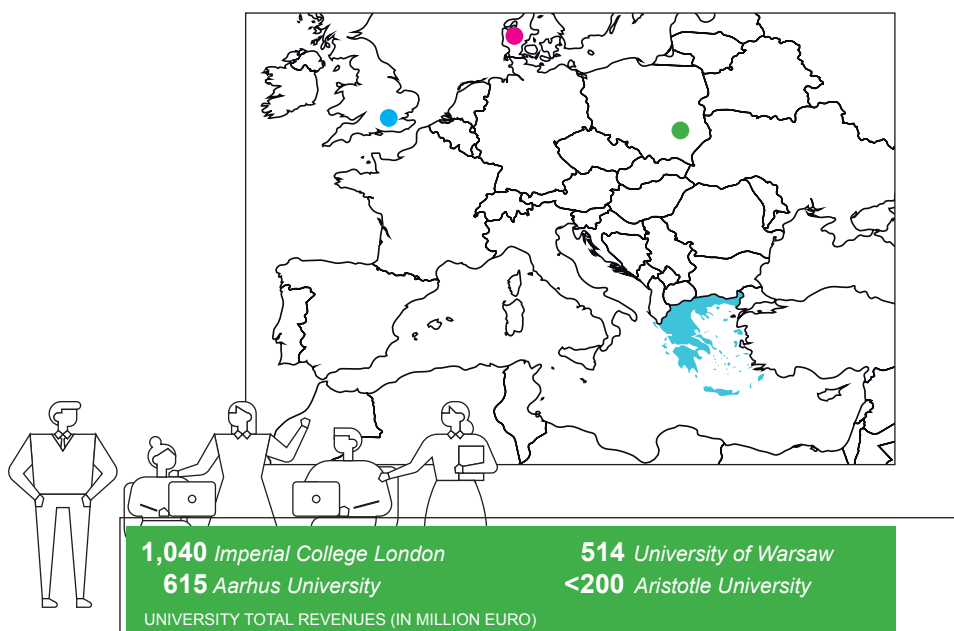 1,040 Imperial College London
615 Aarhus University
514 University of Warsaw
<200 Aristotle University
UNIVERSITY TOTAL REVENUES (IN MILLION EURO)